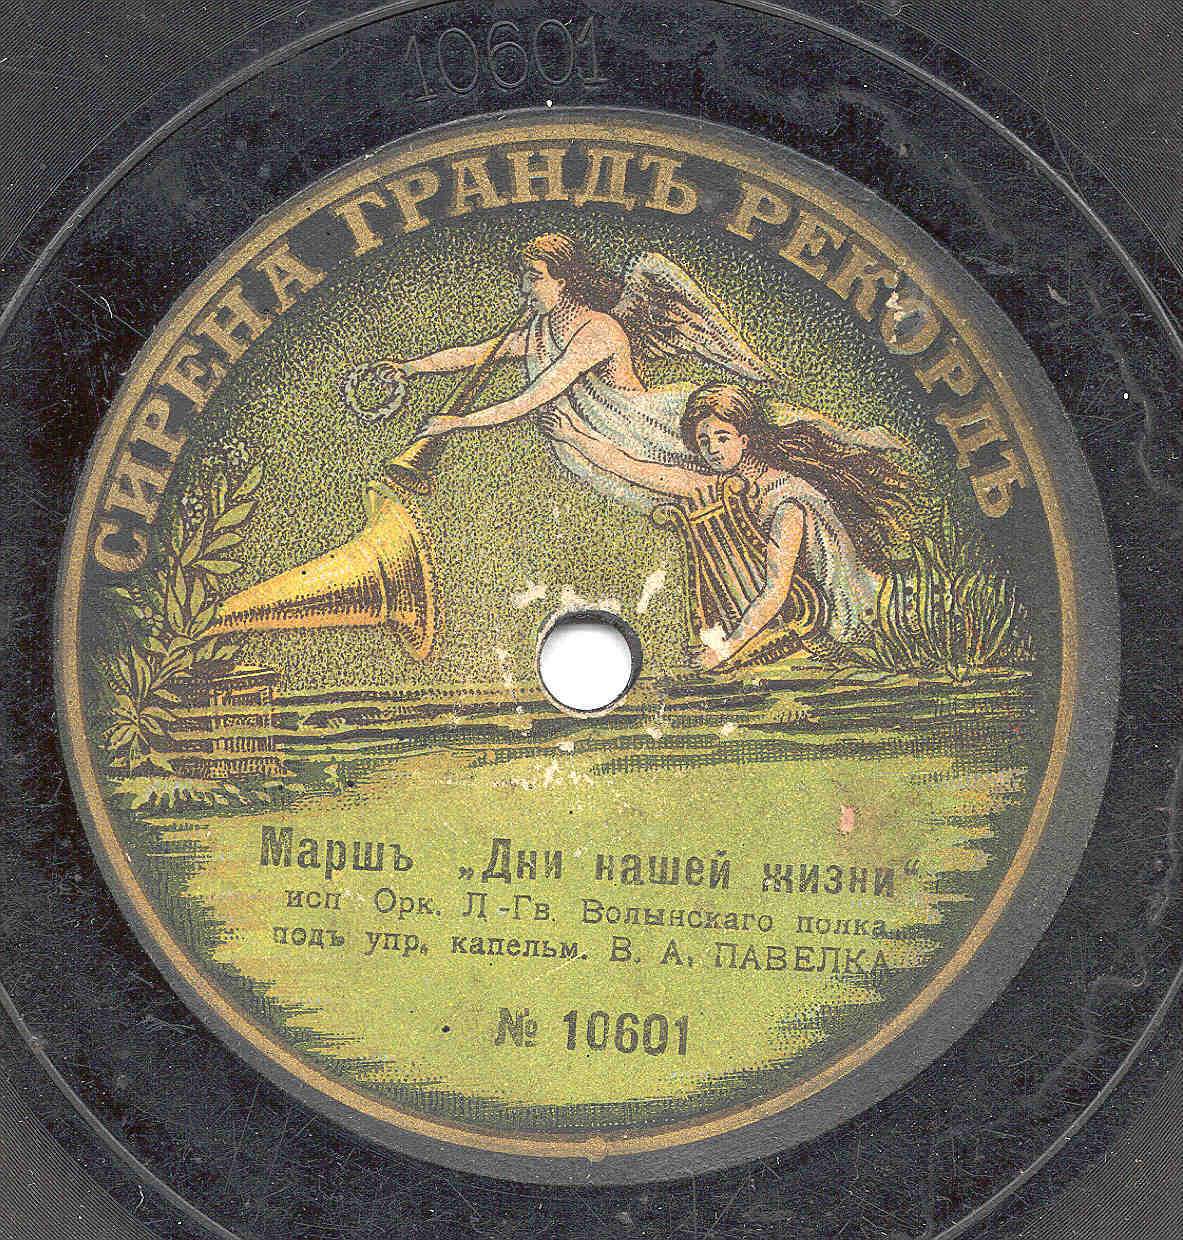 10601
СИРЕНА ГРАНДЪ РЕКОРДЪ
Маршъ „Дни нашей жизни“
исп Орк. Л-Гв. Волынскаго полка.
подъ упр. капельм. В. А. ПАВЕЛКА
№ 10601